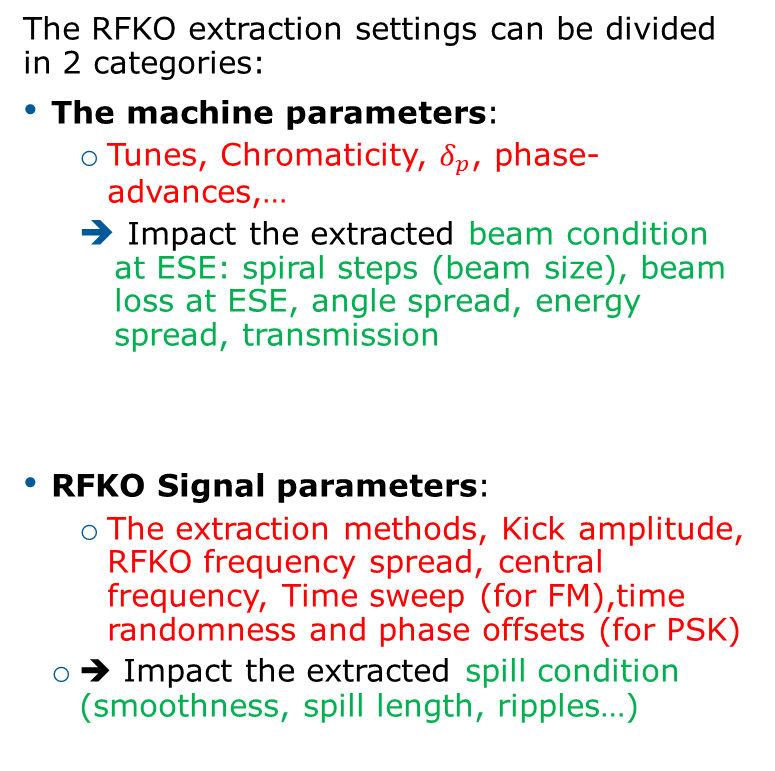 The RFKO extraction settings can be divided
in 2 categories:
• The machine parameters:
o Tunes, Chromaticity, δₚ, phase-
advances,…
➔ Impact the extracted beam condition
at ESE: spiral steps (beam size), beam
loss at ESE, angle spread, energy
spread, transmission
• RFKO Signal parameters:
o The extraction methods, Kick amplitude,
RFKO frequency spread, central
frequency, Time sweep (for FM),time
randomness and phase offsets (for PSK)
o ➔ Impact the extracted spill condition
(smoothness, spill length, ripples…)